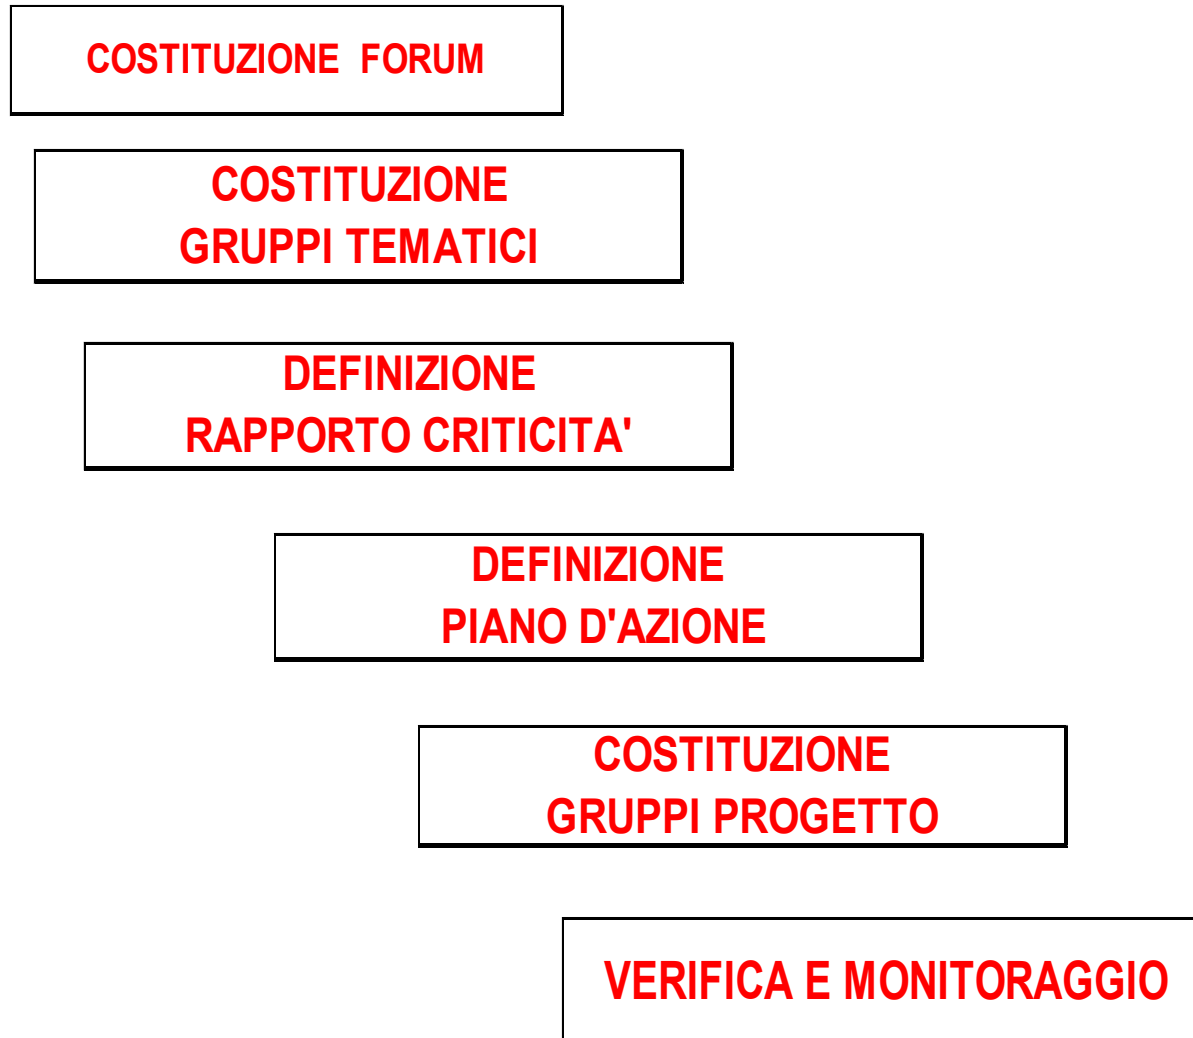 COSTITUZIONE FORUM
COSTITUZIONE
GRUPPI TEMATICI
DEFINIZIONE
RAPPORTO CRITICITA'
DEFINIZIONE
PIANO D'AZIONE
COSTITUZIONE
GRUPPI PROGETTO
VERIFICA E MONITORAGGIO